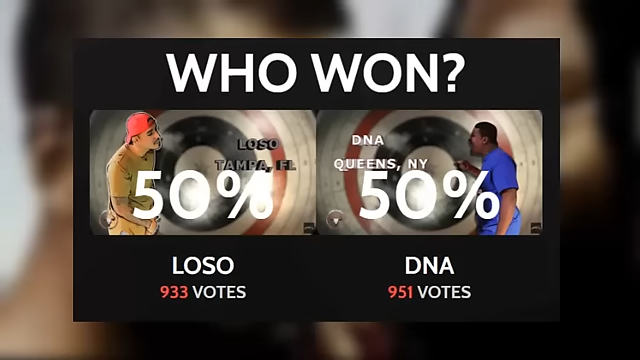 WHO WON?
LOSO
TAMPA, FL
50%
DNA
QUEENS, NY
50%
LOSO
933 VOTES
DNA
951 VOTES